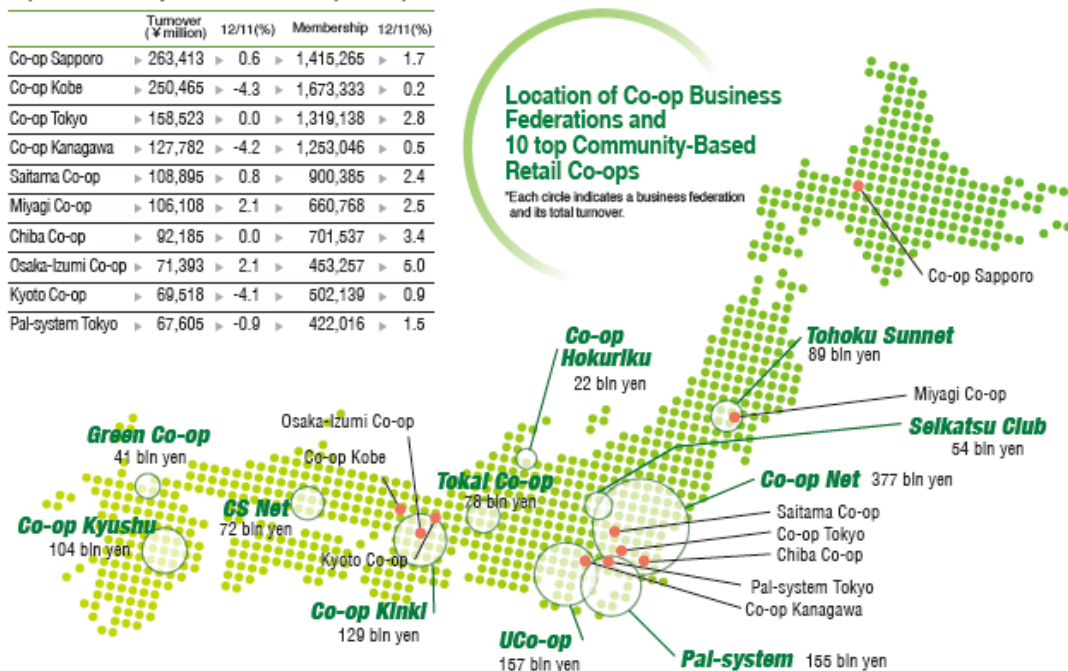 Turnover
(¥million) 12/11(%) Membership 12/11(%)
Co-op Sapporo 263,413 0.6 1,415,265 1.7
Co-op Kobe 250,465 -4.3 1,673,333 0.2
Co-op Tokyo 158,523 0.0 1,319,138 2.8
Co-op Kanagawa 127,782 -4.2 1,253,046 0.5
Saitama Co-op 108,895 0.8 900,385 2.4
Miyagi Co-op 106,108 2.1 660,768 2.5
Chiba Co-op 92,185 0.0 701,537 3.4
Osaka-Izumi Co-op 71,393 2.1 453,257 5.0
Kyoto Co-op 69,518 -4.1 502,139 0.9
Pal-system Tokyo 67,605 -0.9 422,016 1.5
Location of Co-op Business
Federations and
10 top Community-Based
Retail Co-ops
*Each circle indicates a business federation
and its total turnover.
Co-op Sapporo
Co-op
Hokuriku
22 bln yen
Tohoku Sunnet
89 bln yen
Miyagi Co-op
Seikatsu Club
54 bln yen
Green Co-op
41 bln yen
Osaka-Izumi Co-op
Co-op Kobe
Tokai Co-op
78 bln yen
Co-op Net 377 bln yen
CS Net
72 bln yen
Co-op Kyushu
104 bln yen
Saitama Co-op
Co-op Tokyo
Chiba Co-op
Kyoto Co-op
Pal-system Tokyo
Co-op Kanagawa
Co-op Kinki
129 bln yen
UCo-op
157 bln yen
Pal-system 155 bln yen